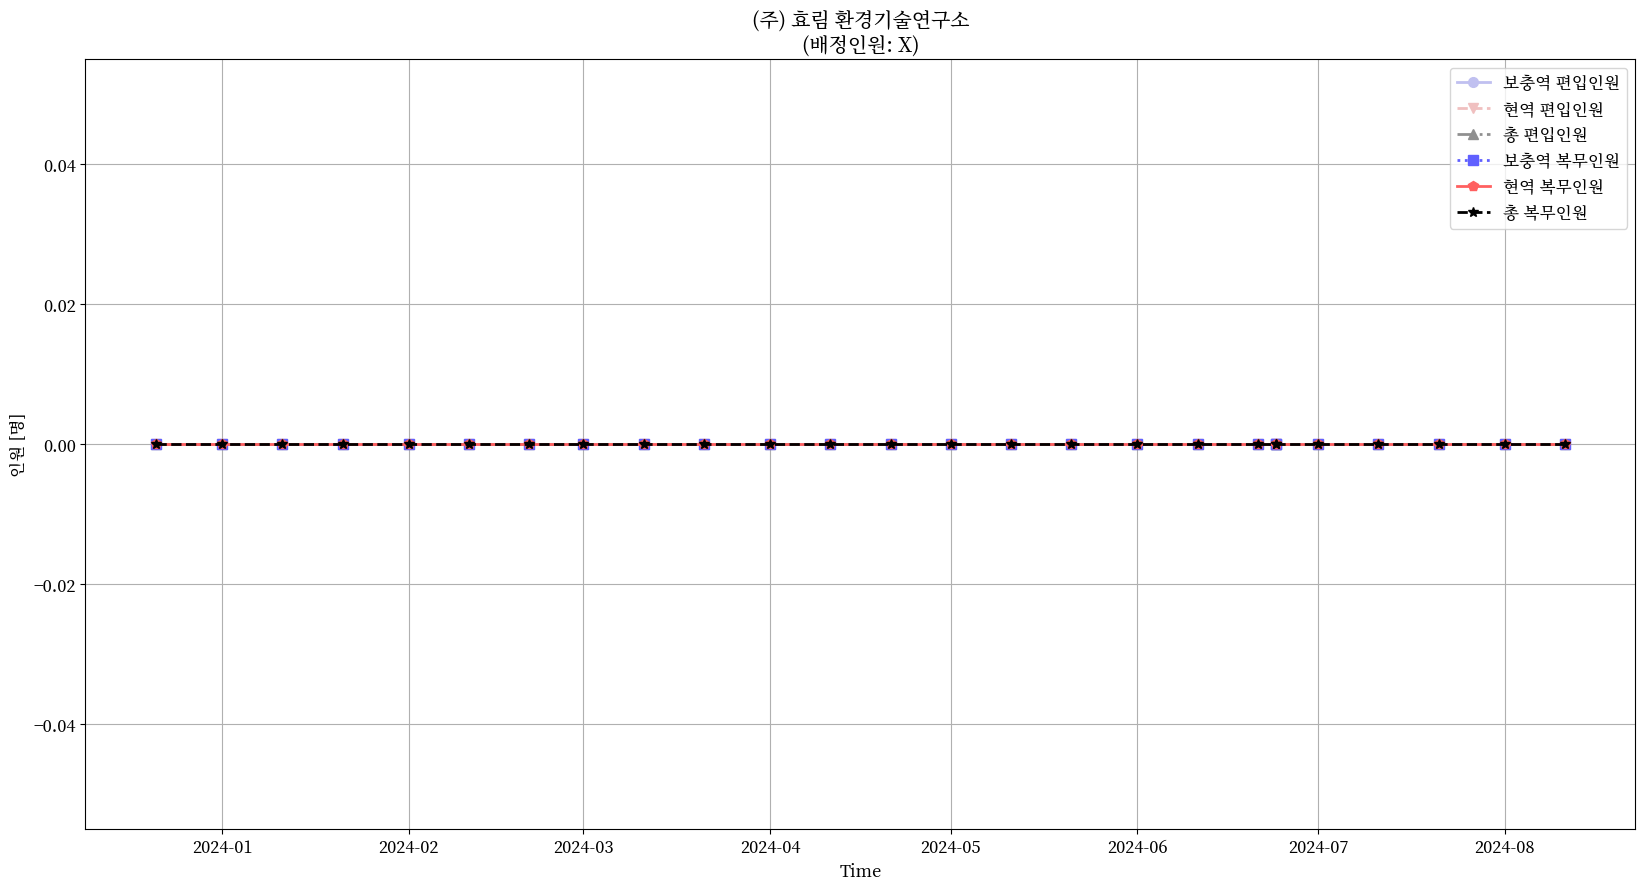 (주) 효림 환경기술연구소
(배정인원: X)
보충역 편입인원
현역 편입인원
총 편입인원
보충역 복무인원
현역 복무인원
총 복무인원
0.04
0.02
0.00
−0.02
−0.04
인원 [명]
2024-01 2024-02 2024-03 2024-04 2024-05 2024-06 2024-07 2024-08
Time